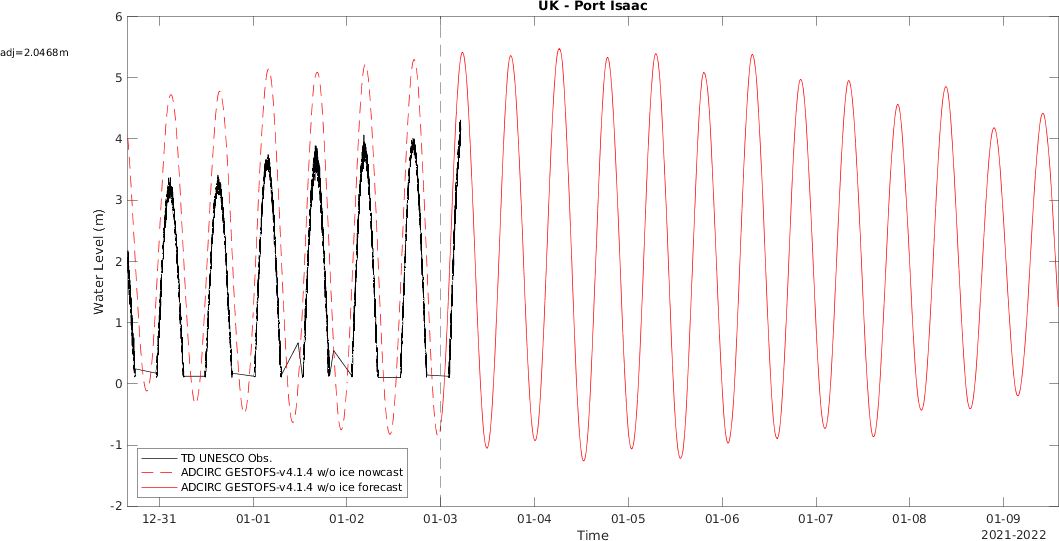 UK - Port Isaac
adj=2.0468m
6
5
4
3
2
1
0
-1
-2
Water Level (m)
TD UNESCO Obs.
ADCIRC GESTOFS-v4.1.4 w/o ice nowcast
ADCIRC GESTOFS-v4.1.4 w/o ice forecast
12-31 01-01 01-02 01-03 01-04 01-05 01-06 01-07 01-08 01-09
Time
2021-2022